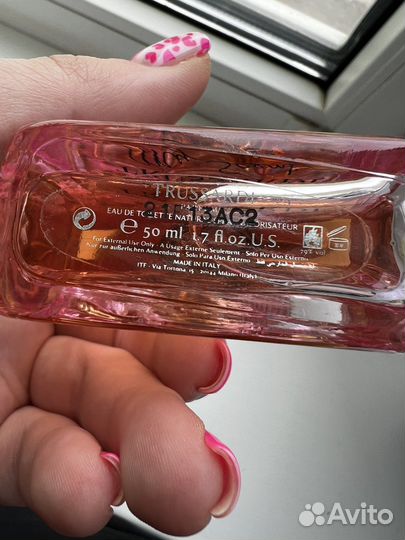 TRUSSARDI
EAU DE TOILETTE NATURAL VAPORISATEUR
℮ 50 ml 1.7 fl.oz.U.S.
79% vol
For External Use Only - A Usage Externe Seulement - Solo Per Uso Esterno
Nur zur äußerlichen Anwendung - Solo Para Uso Externo
MADE IN ITALY
ITF - Via Tortona 15 - 20144 Milano (Italy)
Avito